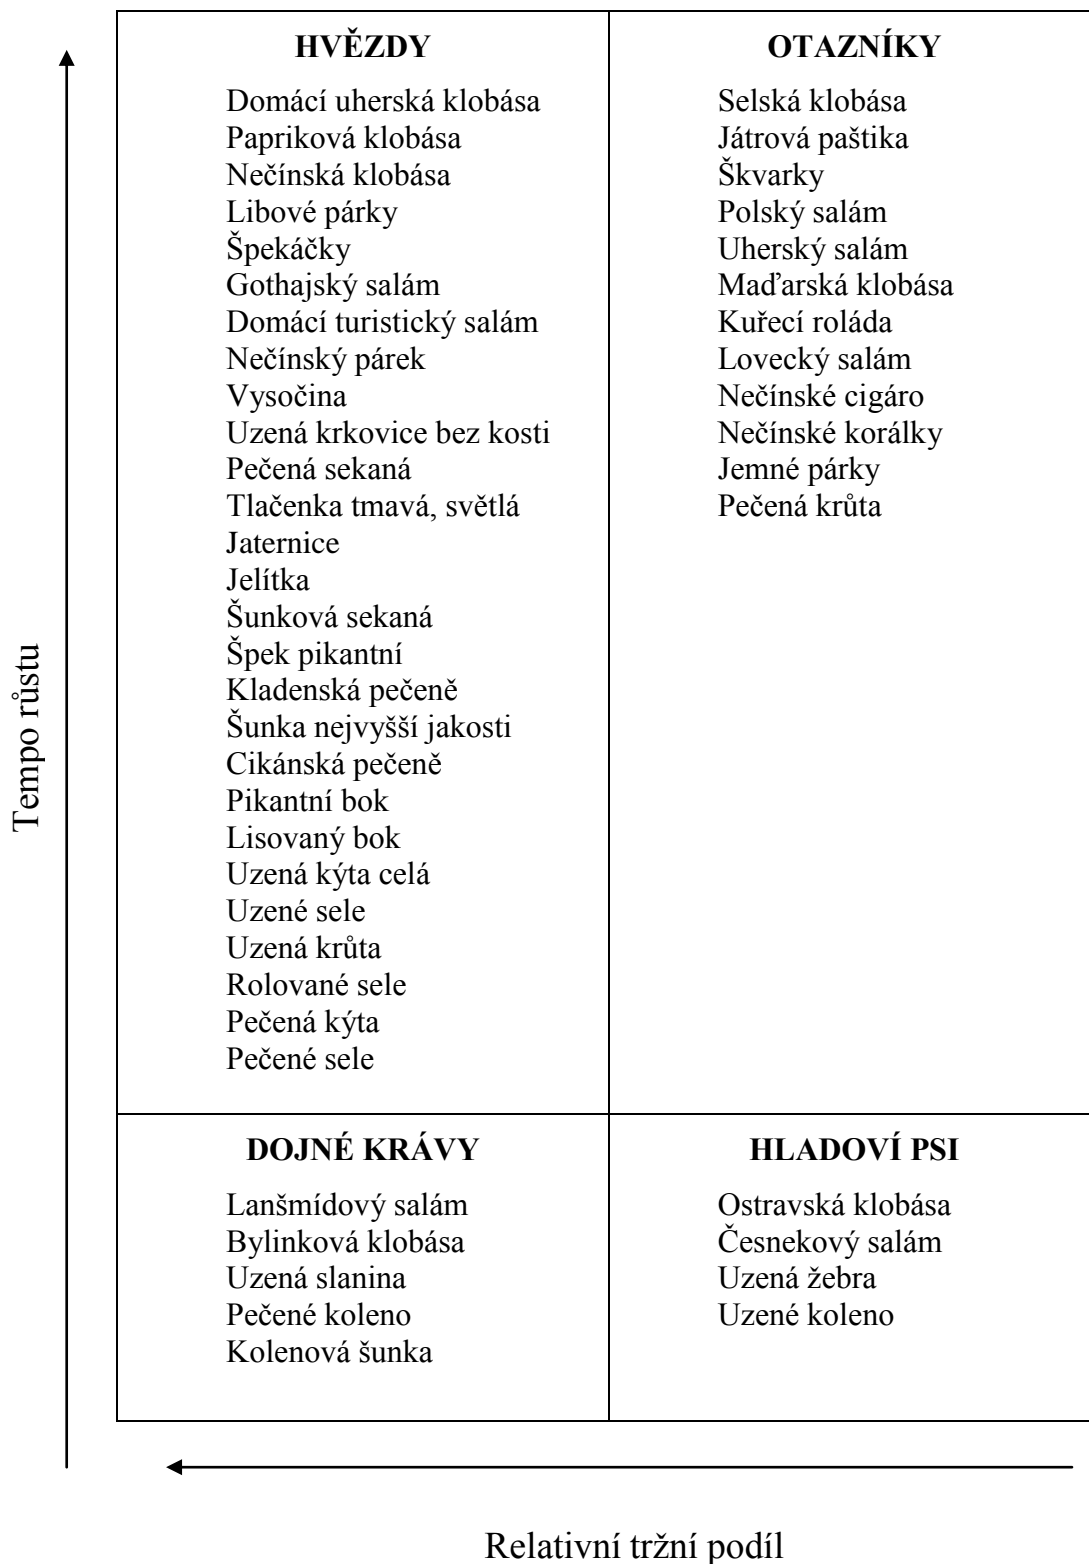 HVĚZDY
Domácí uherská klobása
Papriková klobása
Nečínská klobása
Libové párky
Špekáčky
Gothajský salám
Domácí turistický salám
Nečínský párek
Vysočina
Uzená krkovice bez kosti
Pečená sekaná
Tlačenka tmavá, světlá
Jaternice
Jelítka
Šunková sekaná
Špek pikantní
Kladenská pečeně
Šunka nejvyšší jakosti
Cikánská pečeně
Pikantní bok
Lisovaný bok
Uzená kýta celá
Uzené sele
Uzená krůta
Rolované sele
Pečená kýta
Pečené sele
OTAZNÍKY
Selská klobása
Játrová paštika
Škvarky
Polský salám
Uherský salám
Maďarská klobása
Kuřecí roláda
Lovecký salám
Nečínské cigáro
Nečínské korálky
Jemné párky
Pečená krůta
DOJNÉ KRÁVY
Lanšmídový salám
Bylinková klobása
Uzená slanina
Pečené koleno
Kolenová šunka
HLADOVÍ PSI
Ostravská klobása
Česnekový salám
Uzená žebra
Uzené koleno
Tempo růstu
Relativní tržní podíl